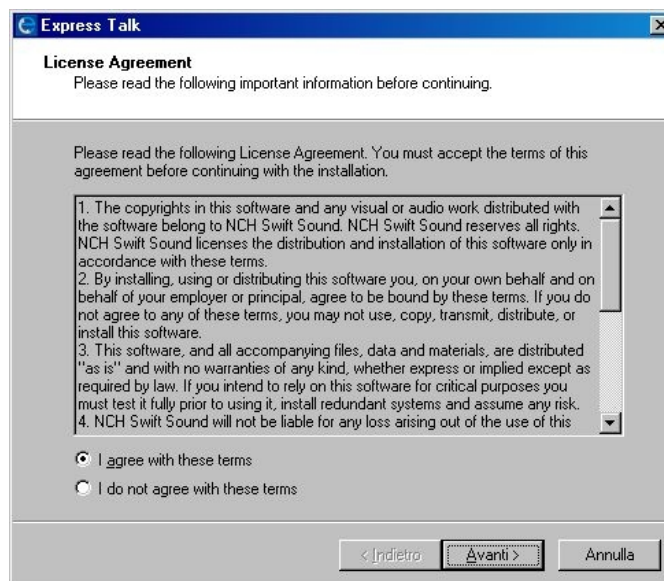 Express Talk
License Agreement
Please read the following important information before continuing.
Please read the following License Agreement. You must accept the terms of this
agreement before continuing with the installation.
1. The copyrights in this software and any visual or audio work distributed with
the software belong to NCH Swift Sound. NCH Swift Sound reserves all rights.
NCH Swift Sound licenses the distribution and installation of this software only in
accordance with these terms.
2. By installing, using or distributing this software you, on your own behalf and on
behalf of your employer or principal, agree to be bound by these terms. If you do
not agree to any of these terms, you may not use, copy, transmit, distribute, or
install this software.
3. This software, and all accompanying files, data and materials, are distributed
"as is" and with no warranties of any kind, whether express or implied except as
required by law. If you intend to rely on this software for critical purposes you
must test it fully prior to using it, install redundant systems and assume any risk.
4. NCH Swift Sound will not be liable for any loss arising out of the use of this
I agree with these terms
I do not agree with these terms
< Indietro Avanti > Annulla